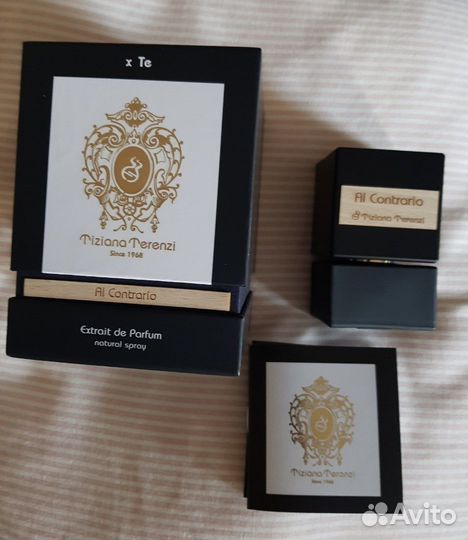 x Te
Tiziana Terenzi
Since 1968
Al Contrario
Extrait de Parfum
natural spray
Al Contrario
Tiziana Terenzi
Tiziana Terenzi
Since 1968
Avito